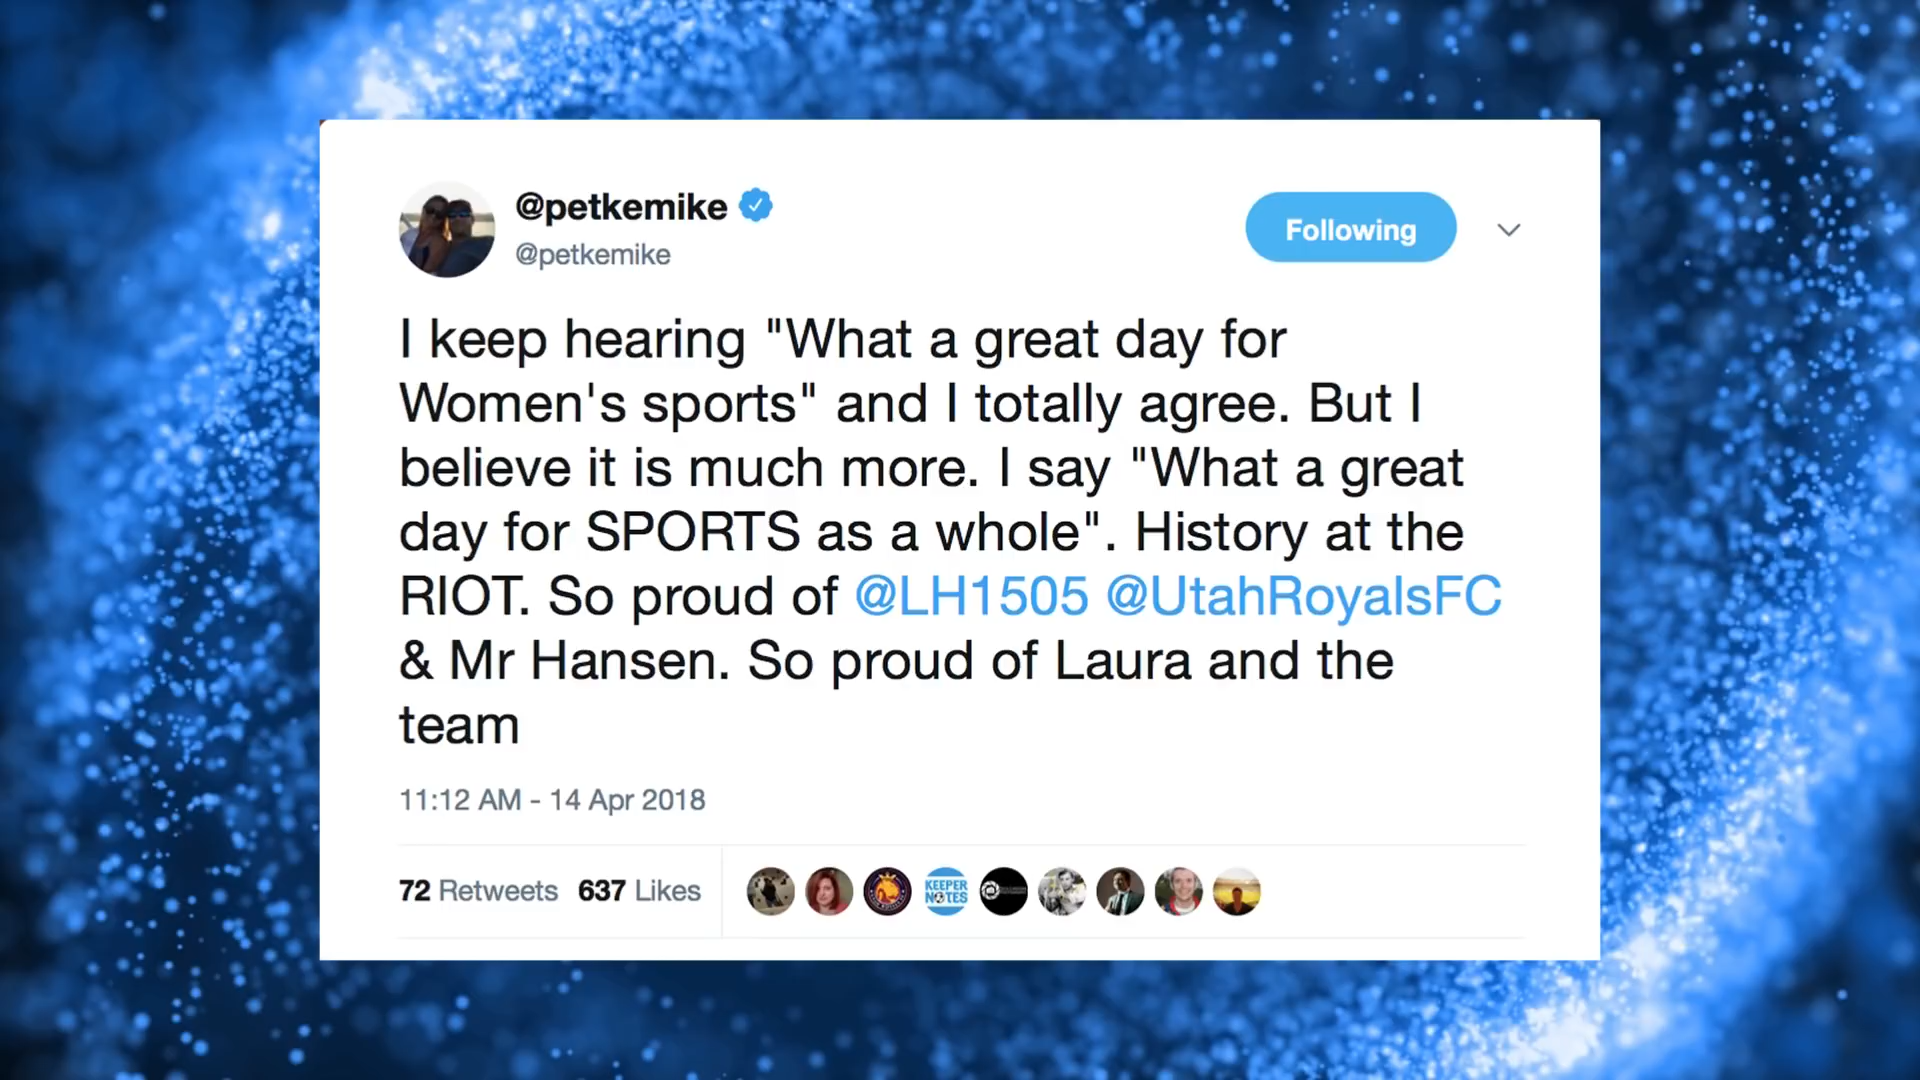 @petkemike
@petkemike
Following
I keep hearing "What a great day for
Women's sports" and I totally agree. But I
believe it is much more. I say "What a great
day for SPORTS as a whole". History at the
RIOT. So proud of @LH1505 @UtahRoyalsFC
& Mr Hansen. So proud of Laura and the
team
11:12 AM - 14 Apr 2018
72 Retweets 637 Likes
KEEPER
NOTES